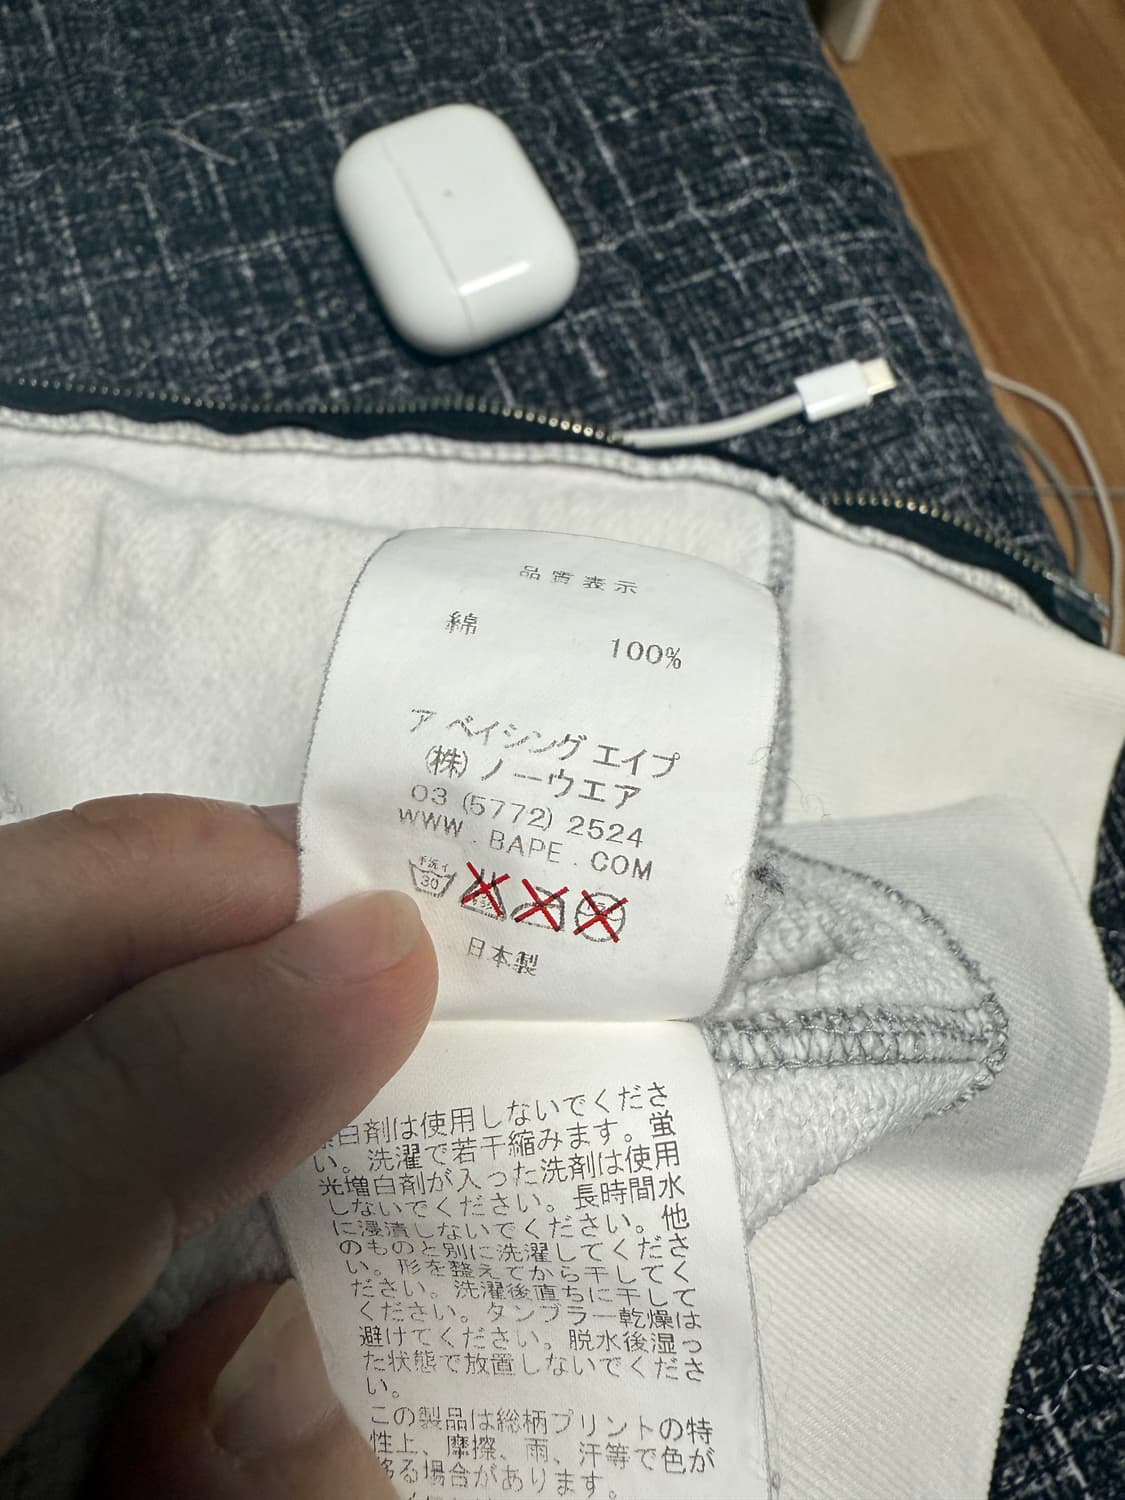 品質表示
綿
100%
ア ベイシング エイプ
(株) ノーウエア
03 (5772) 2524
WWW . BAPE . COM
手洗イ
30
日本製
白剤は使用しないでくださ
い。洗濯で若干縮みます。蛍
光増白剤が入った洗剤は使用
しないでください。長時間水
に浸漬しないでください。他
のものと別に洗濯してくださ
い。形を整えてから干してく
ださい。洗濯後直ちに干して
ください。タンブラー乾燥は
避けてください。脱水後湿っ
た状態で放置しないでくださ
い。
この製品は総柄プリントの特
性上、摩擦、雨、汗等で色が
移る場合があります。